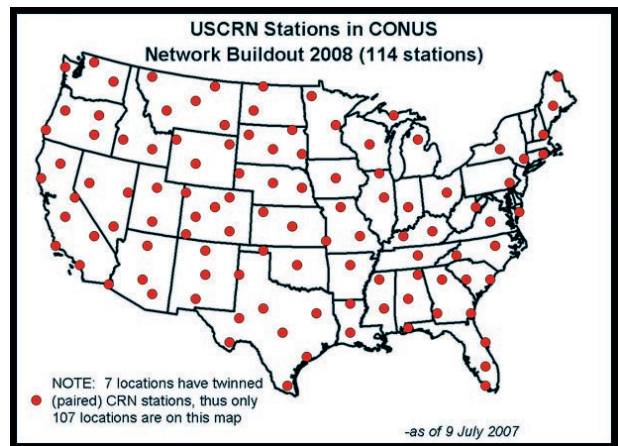 USCRN Stations in CONUS
Network Buildout 2008 (114 stations)
NOTE: 7 locations have twinned
(paired) CRN stations, thus only
107 locations are on this map
-as of 9 July 2007